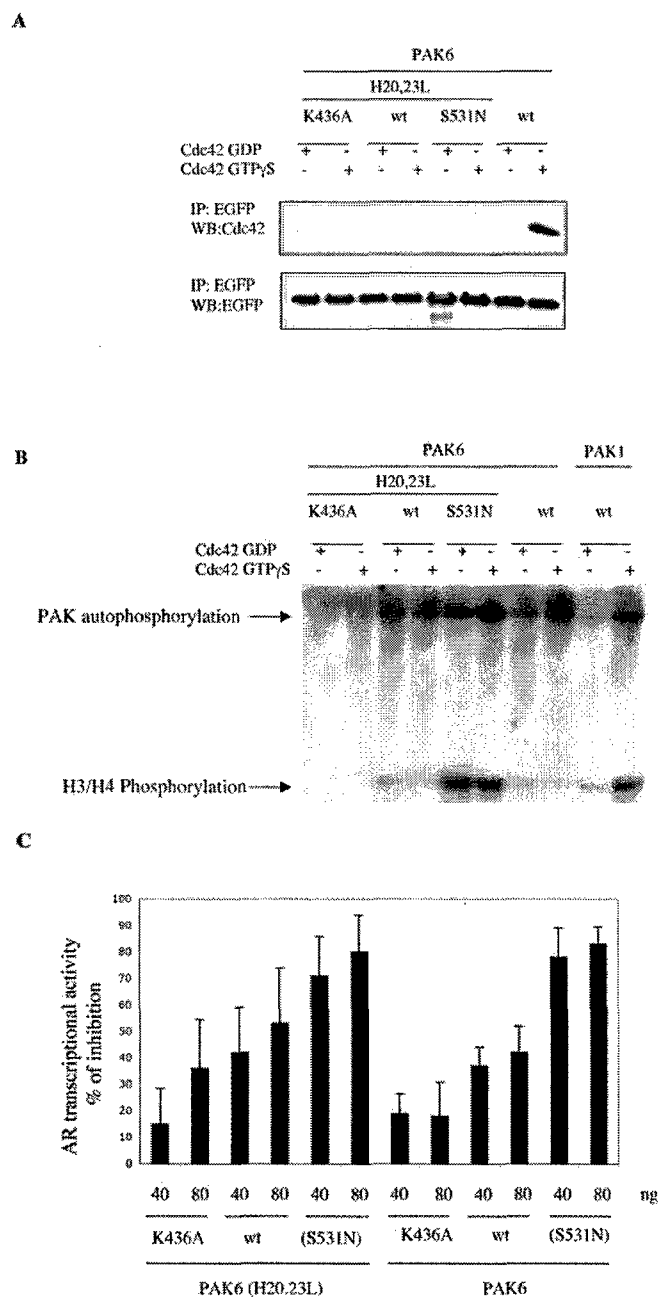 A
PAK6
H20,23L
K436A wt S531N wt
Cdc42 GDP + - + - + - + -
Cdc42 GTPγS - + - + - + - +
IP: EGFP
WB:Cdc42
IP: EGFP
WB:EGFP
B
PAK6 PAK1
H20,23L
K436A wt S531N wt wt
Cdc42 GDP + - + - + - + - + -
Cdc42 GTPγS - + - + - + - + - +
PAK autophosphorylation
H3/H4 Phosphorylation
C
AR transcriptional activity
% of inhibition
100
90
80
70
60
50
40
30
20
10
0
40 80 40 80 40 80 40 80 40 80 40 80 ng
K436A wt (S531N) K436A wt (S531N)
PAK6 (H20.23L) PAK6